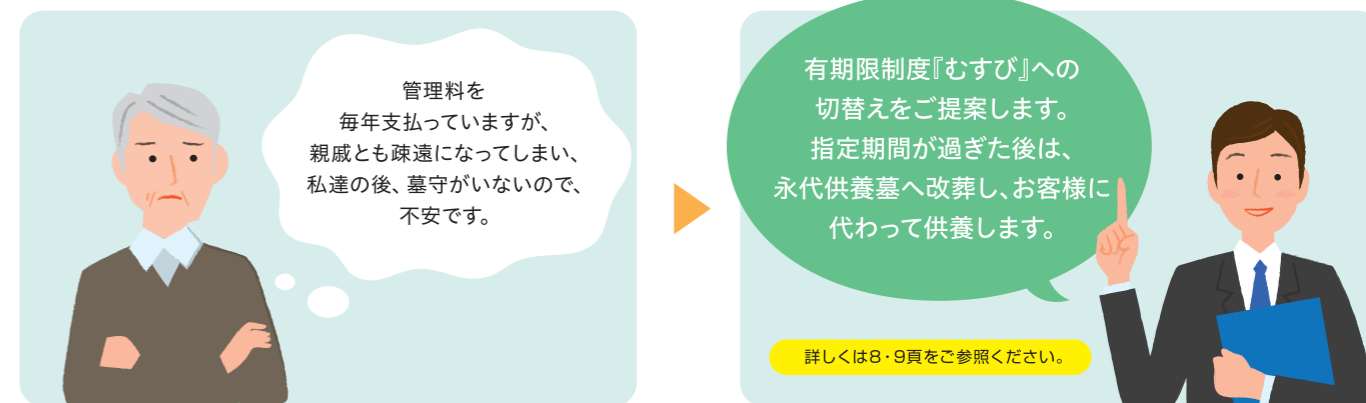 管理料を
毎年支払っていますが、
親戚とも疎遠になってしまい、
私達の後、墓守がいないので、
不安です。
有期限制度『むすび』への
切替えをご提案します。
指定期間が過ぎた後は、
永代供養墓へ改葬し、お客様に
代わって供養します。
詳しくは8・9頁をご参照ください。